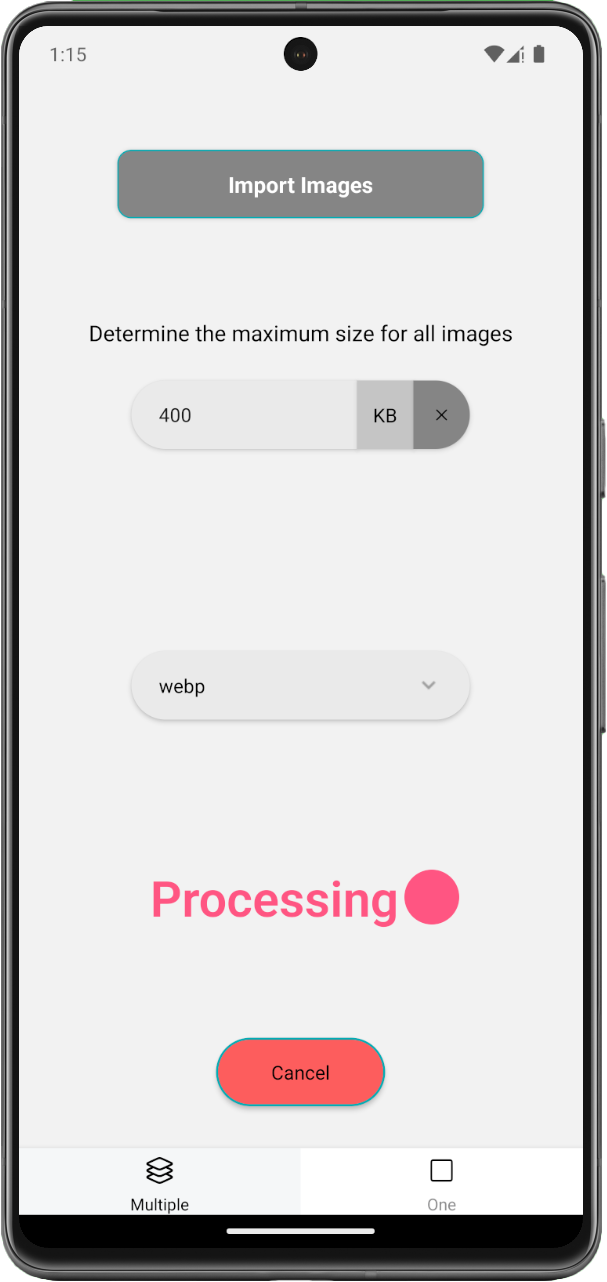 1:15
Import Images
Determine the maximum size for all images
400 KB
webp
Processing
Cancel
Multiple One